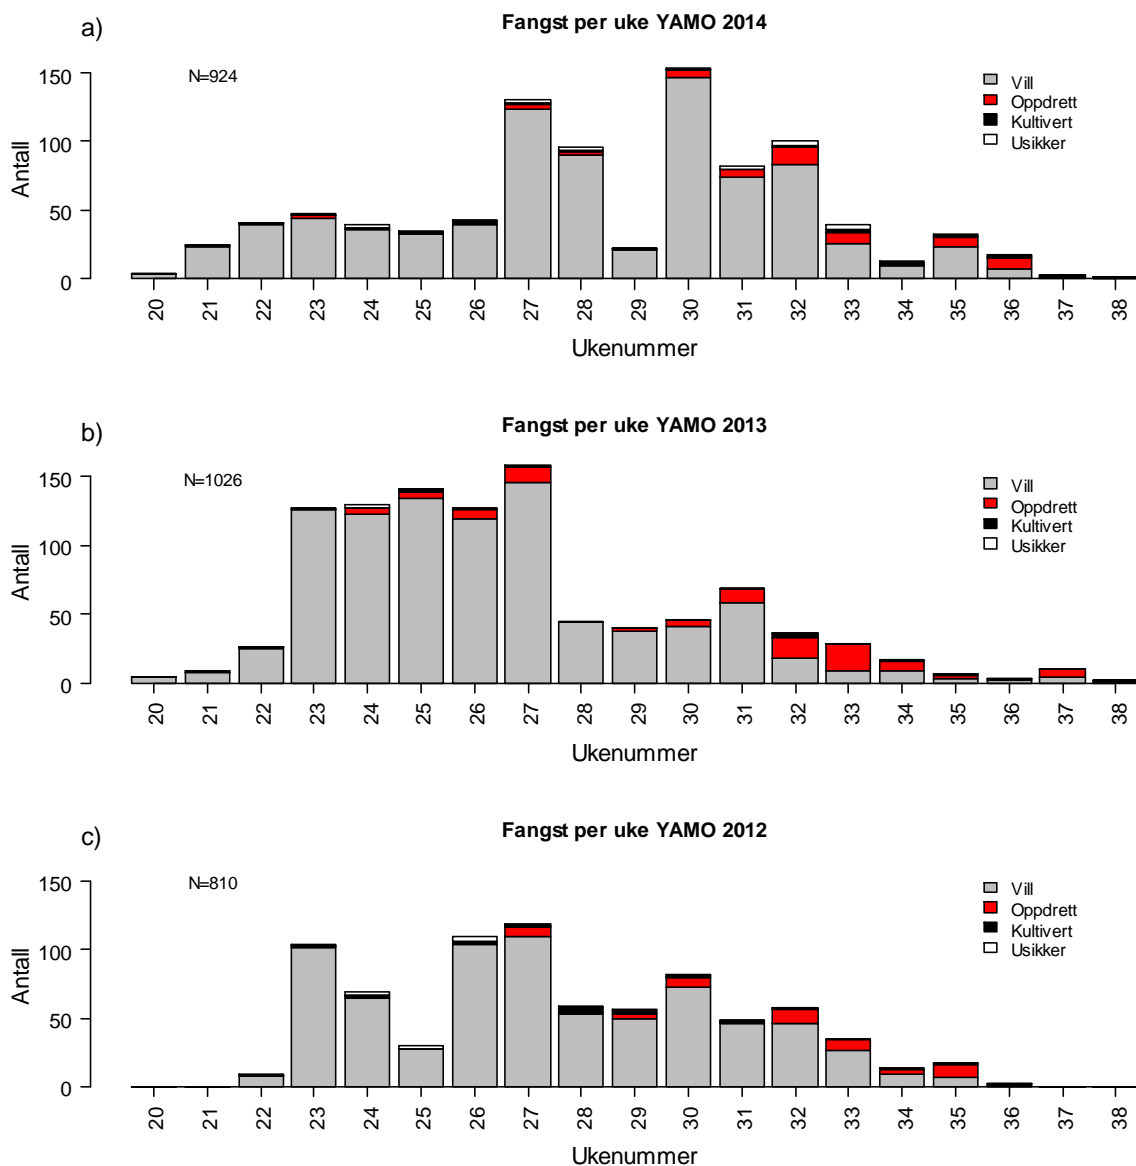 a)
Fangst per uke YAMO 2014
N=924
Vill
Oppdrett
Kultivert
Usikker
Antall
150
100
50
0
20 21 22 23 24 25 26 27 28 29 30 31 32 33 34 35 36 37 38
Ukenummer
b)
Fangst per uke YAMO 2013
N=1026
Vill
Oppdrett
Kultivert
Usikker
Antall
150
100
50
0
20 21 22 23 24 25 26 27 28 29 30 31 32 33 34 35 36 37 38
Ukenummer
c)
Fangst per uke YAMO 2012
N=810
Vill
Oppdrett
Kultivert
Usikker
Antall
150
100
50
0
20 21 22 23 24 25 26 27 28 29 30 31 32 33 34 35 36 37 38
Ukenummer